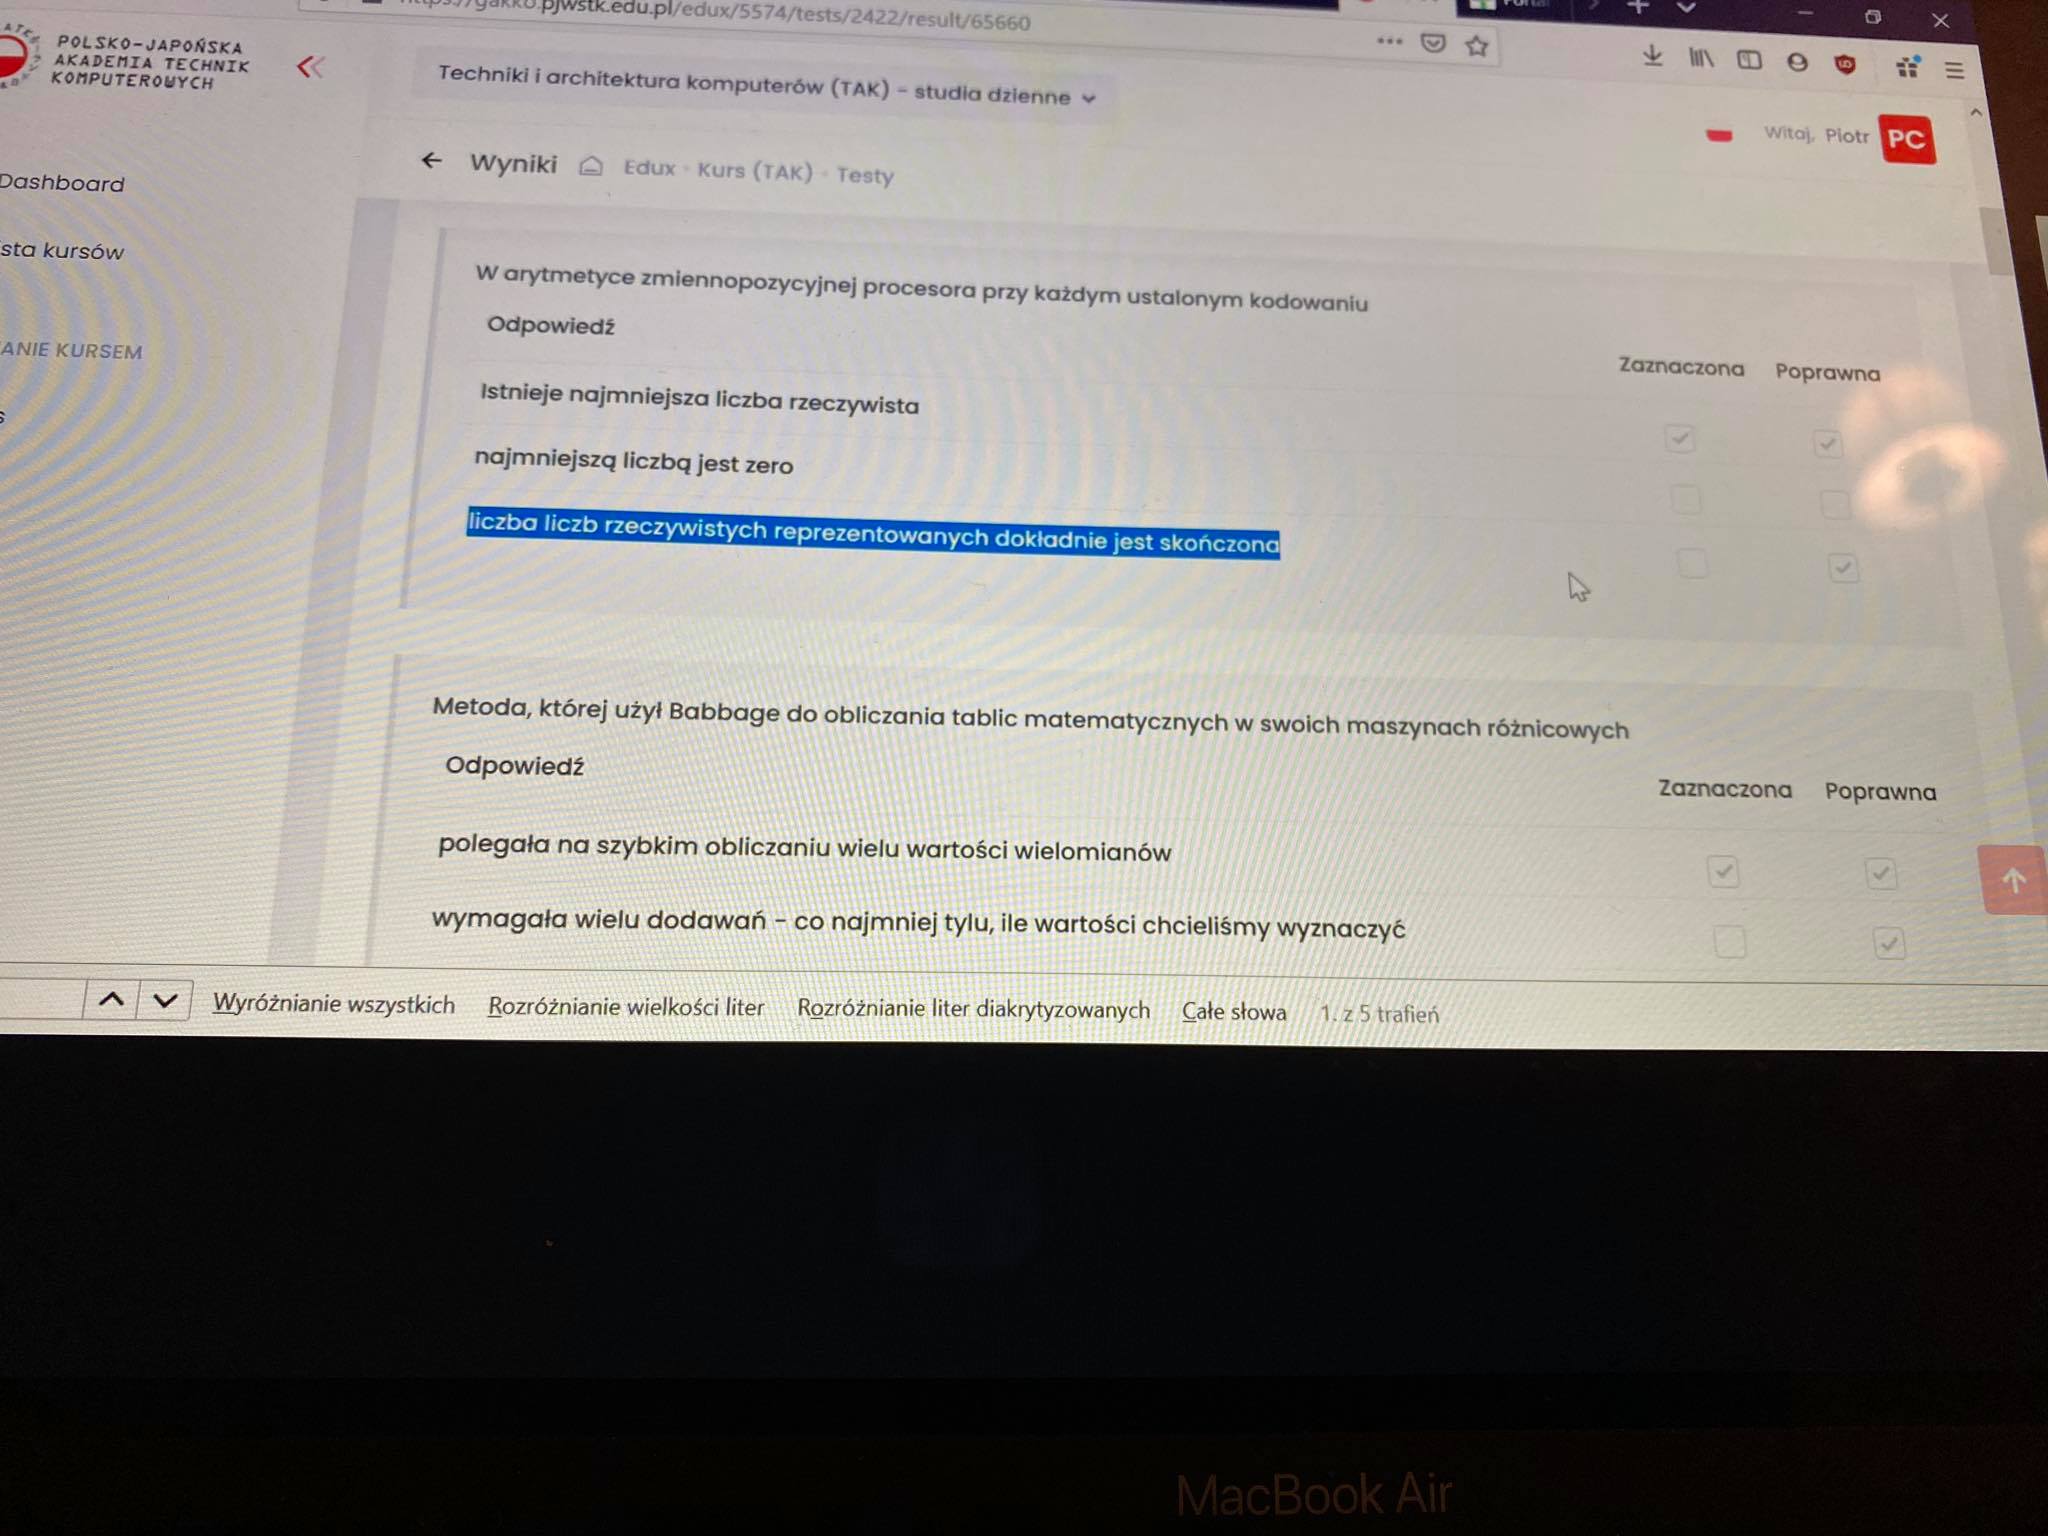 pjwstk.edu.pl/edux/5574/tests/2422/result/65660
POLSKO-JAPOŃSKA
AKADEMIA TECHNIK
KOMPUTEROWYCH
Techniki i architektura komputerów (TAK) - studia dzienne
Witaj, Piotr PC
Dashboard
Wyniki Edux • Kurs (TAK) • Testy
sta kursów
ANIE KURSEM
W arytmetyce zmiennopozycyjnej procesora przy każdym ustalonym kodowaniu
Odpowiedź
Zaznaczona Poprawna
Istnieje najmniejsza liczba rzeczywista
najmniejszą liczbą jest zero
liczba liczb rzeczywistych reprezentowanych dokładnie jest skończona
Metoda, której użył Babbage do obliczania tablic matematycznych w swoich maszynach różnicowych
Odpowiedź
Zaznaczona Poprawna
polegała na szybkim obliczaniu wielu wartości wielomianów
wymagała wielu dodawań - co najmniej tylu, ile wartości chcieliśmy wyznaczyć
Wyróżnianie wszystkich Rozróżnianie wielkości liter Rozróżnianie liter diakrytyzowanych Całe słowa 1. z 5 trafień
MacBook Air